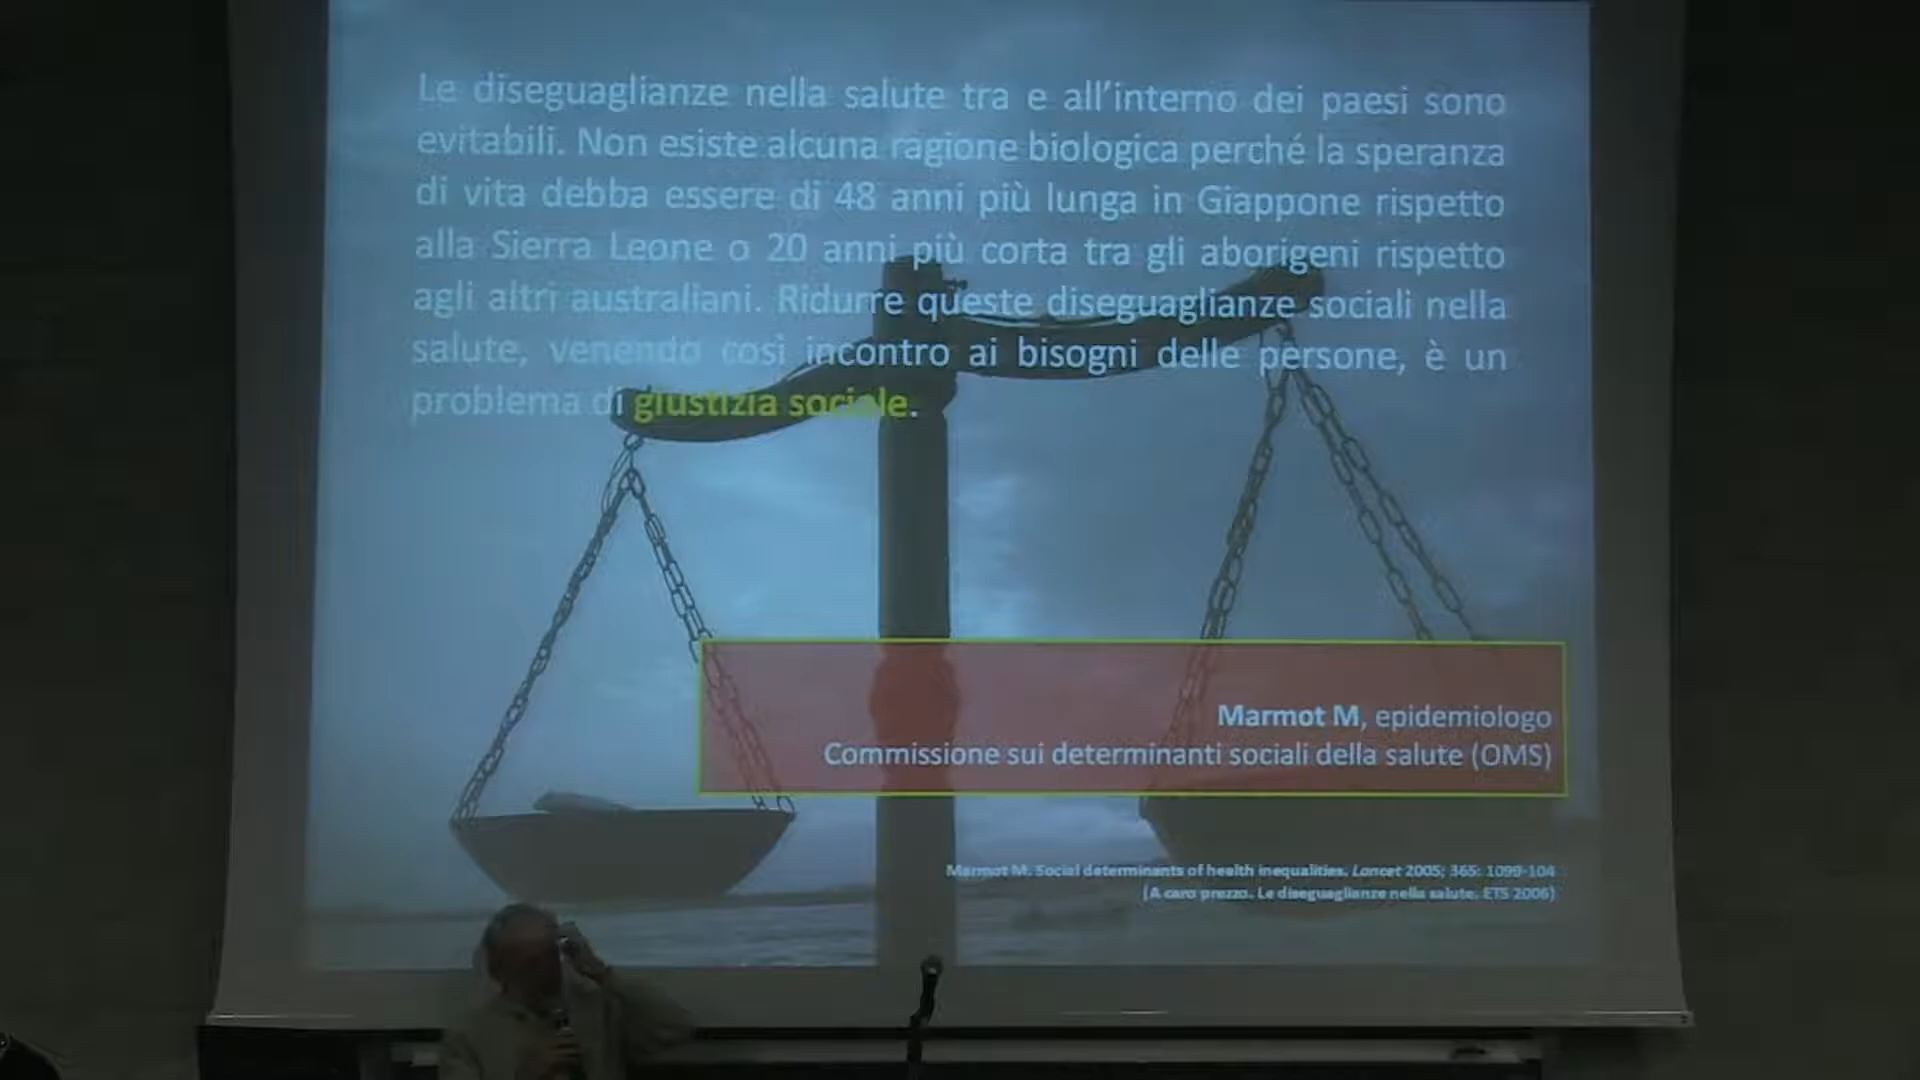 Le diseguaglianze nella salute tra e all'interno dei paesi sono
evitabili. Non esiste alcuna ragione biologica perché la speranza
di vita debba essere di 48 anni più lunga in Giappone rispetto
alla Sierra Leone o 20 anni più corta tra gli aborigeni rispetto
agli altri australiani. Ridurre queste diseguaglianze sociali nella
salute, venendo così incontro ai bisogni delle persone, è un
problema di giustizia sociale.
Marmot M, epidemiologo
Commissione sui determinanti sociali della salute (OMS)
Marmot M. Social determinants of health inequalities. Lancet 2005; 365: 1099-104
(A caro prezzo. Le diseguaglianze nella salute. ETS 2006)